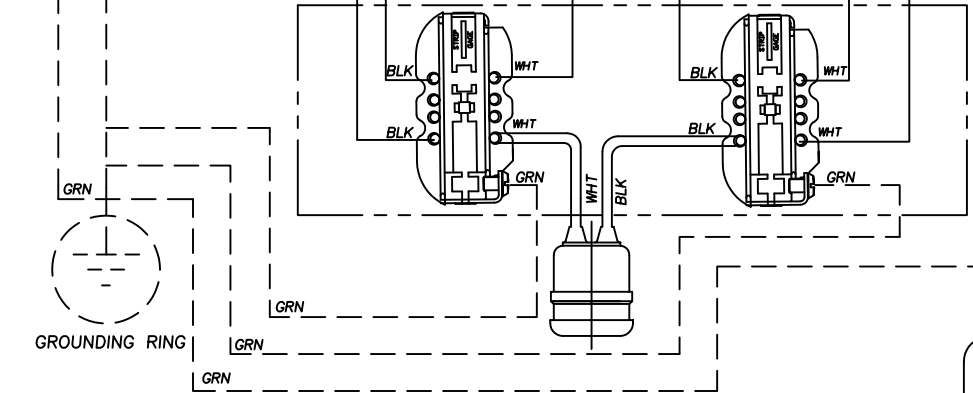 STRIP
GAGE
STRIP
GAGE
BLK
WHT
BLK
WHT
BLK
WHT
BLK
WHT
GRN
GRN
GRN
WHT
BLK
GRN
GROUNDING RING
GRN
GRN